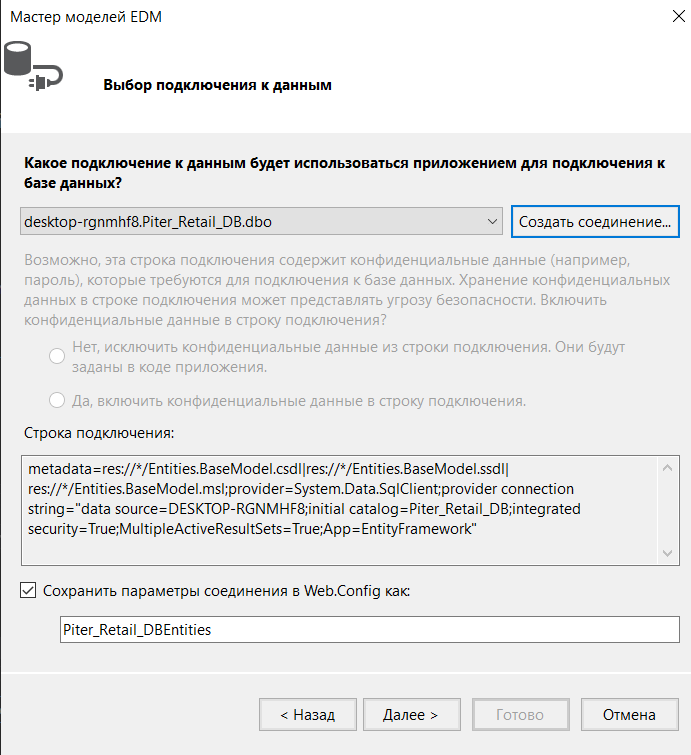 Мастер моделей EDM
Выбор подключения к данным
Какое подключение к данным будет использоваться приложением для подключения к
базе данных?
desktop-rgnmhf8.Piter_Retail_DB.dbo
Создать соединение...
Возможно, эта строка подключения содержит конфиденциальные данные (например,
пароль), которые требуются для подключения к базе данных. Хранение конфиденциальных
данных в строке подключения может представлять угрозу безопасности. Включить
конфиденциальные данные в строку подключения?
Нет, исключить конфиденциальные данные из строки подключения. Они будут
заданы в коде приложения.
Да, включить конфиденциальные данные в строку подключения.
Строка подключения:
metadata=res://*/Entities.BaseModel.csdl|res://*/Entities.BaseModel.ssdl|
res://*/Entities.BaseModel.msl;provider=System.Data.SqlClient;provider connection
string="data source=DESKTOP-RGNMHF8;initial catalog=Piter_Retail_DB;integrated
security=True;MultipleActiveResultSets=True;App=EntityFramework"
Сохранить параметры соединения в Web.Config как:
Piter_Retail_DBEntities
< Назад
Далее >
Готово
Отмена